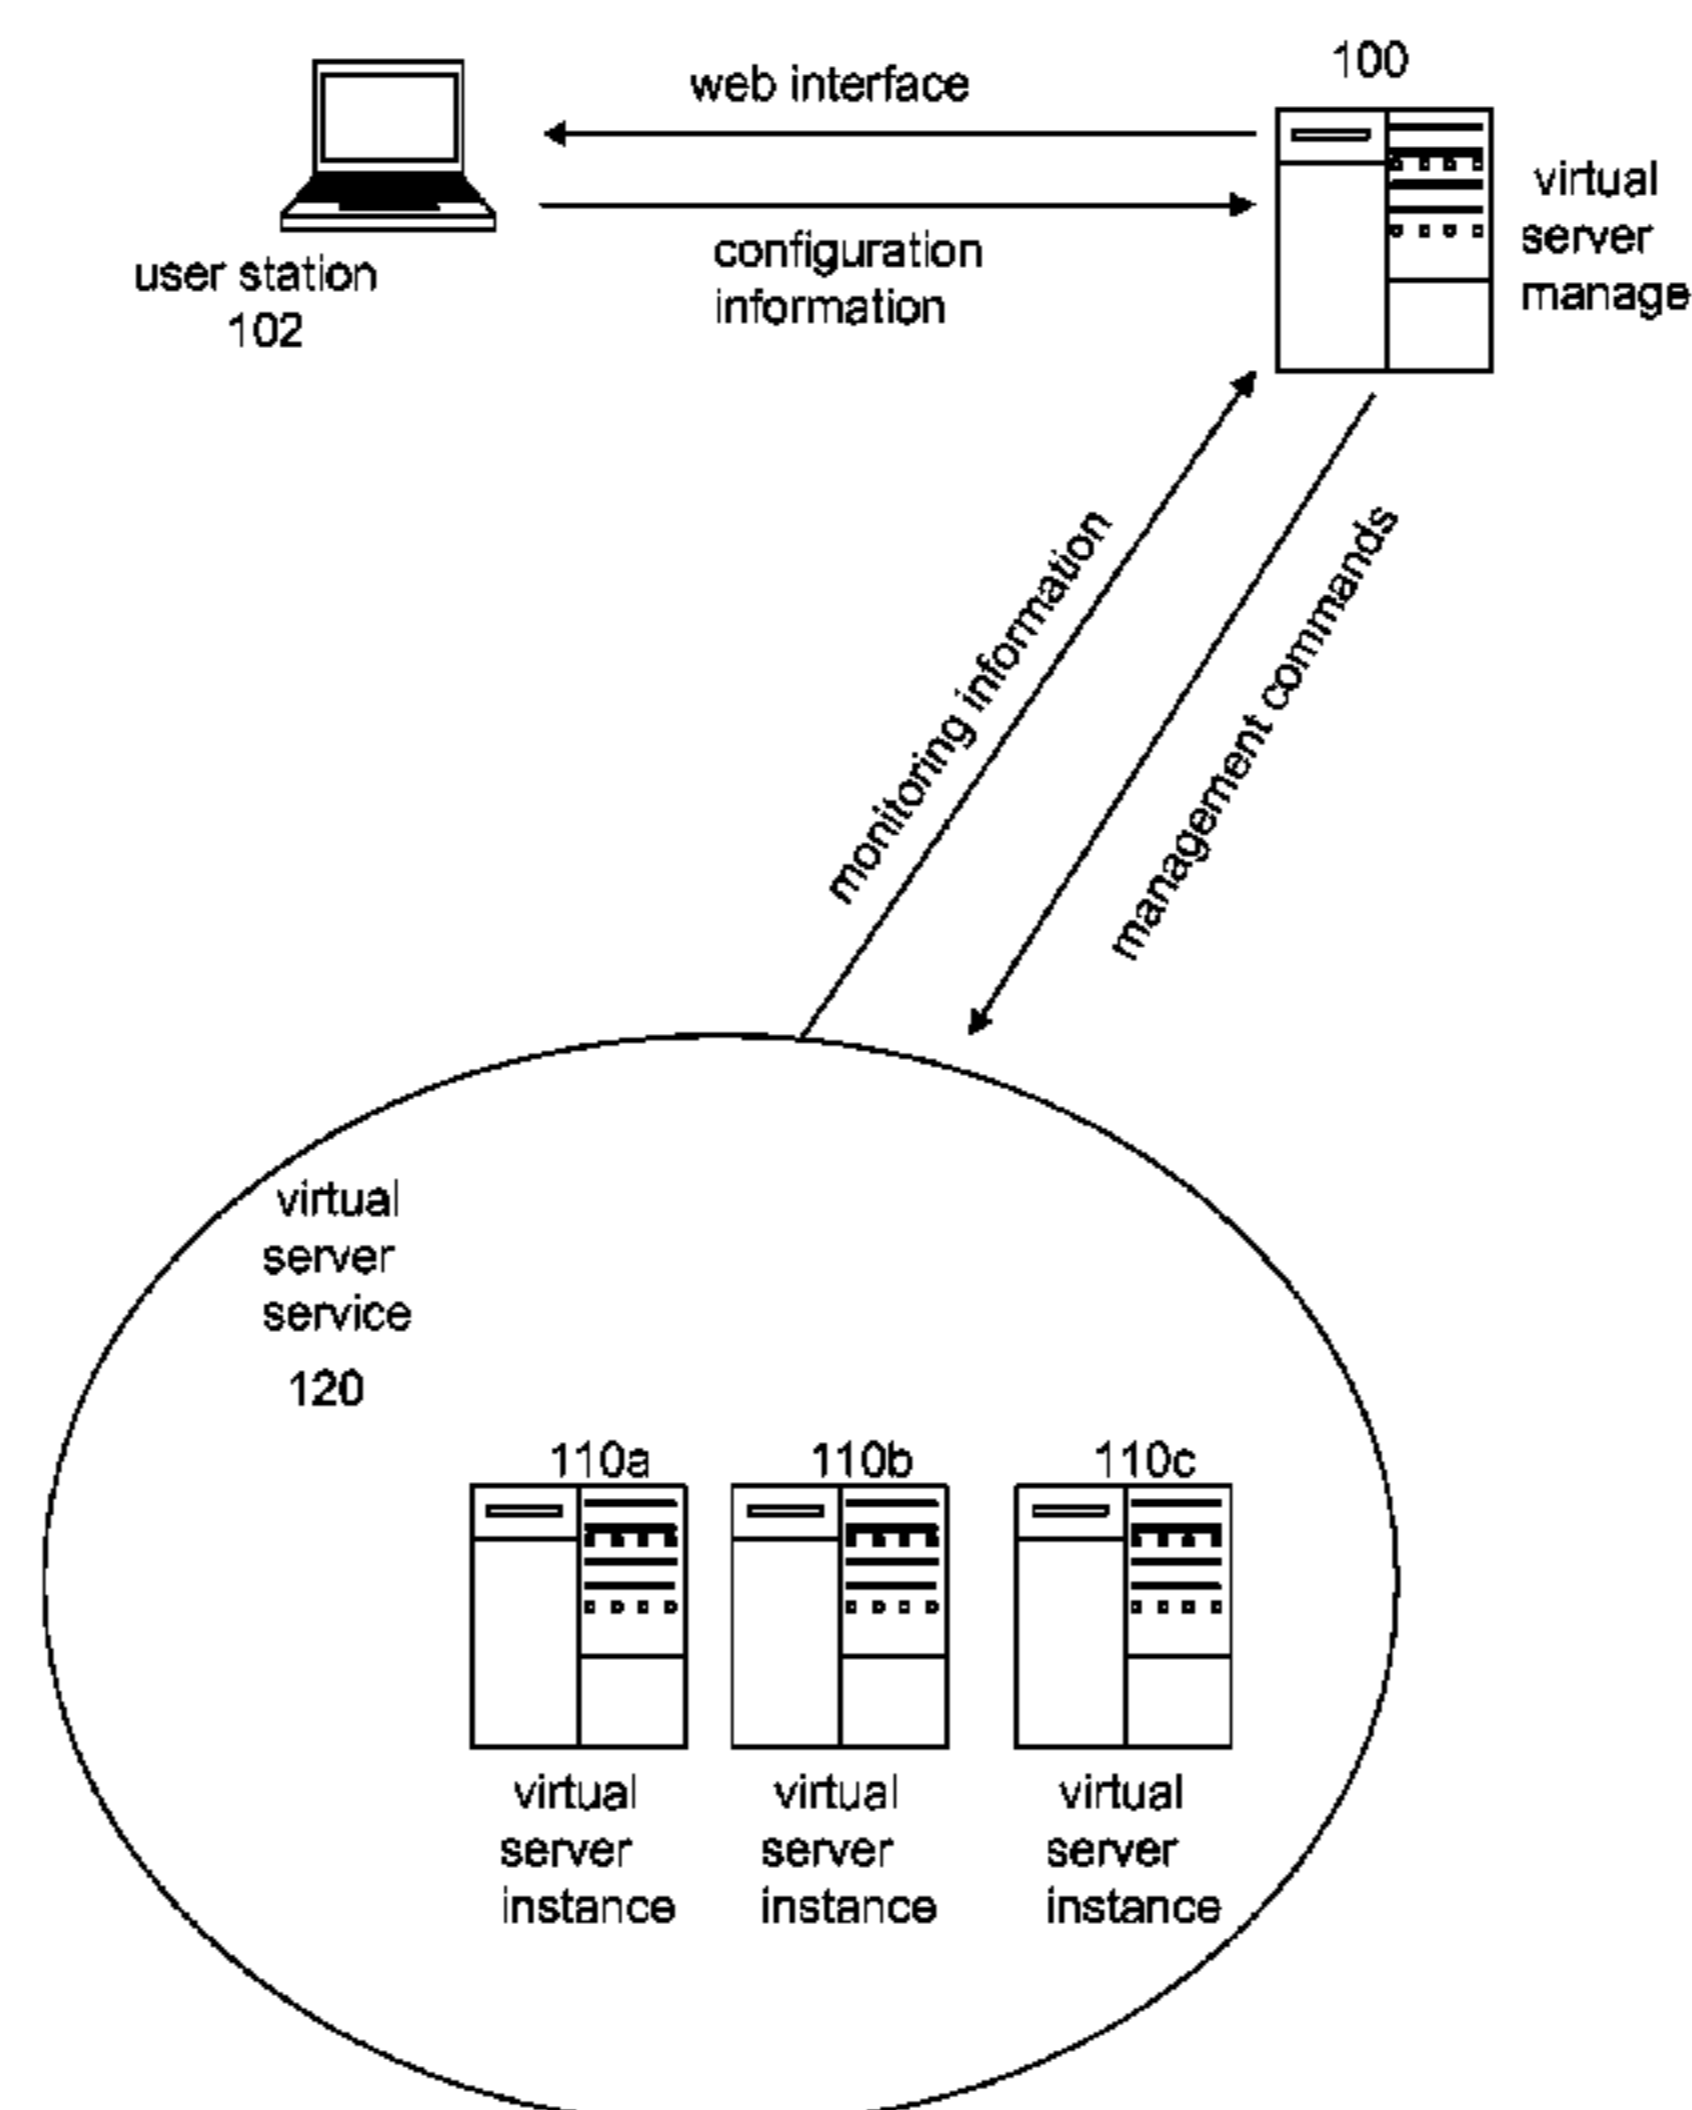 100
web interface
virtual
server
manage
configuration
information
user station
102
monitoring information
management commands
virtual
server
service
120
110a
110b
110c
virtual
server
instance
virtual
server
instance
virtual
server
instance